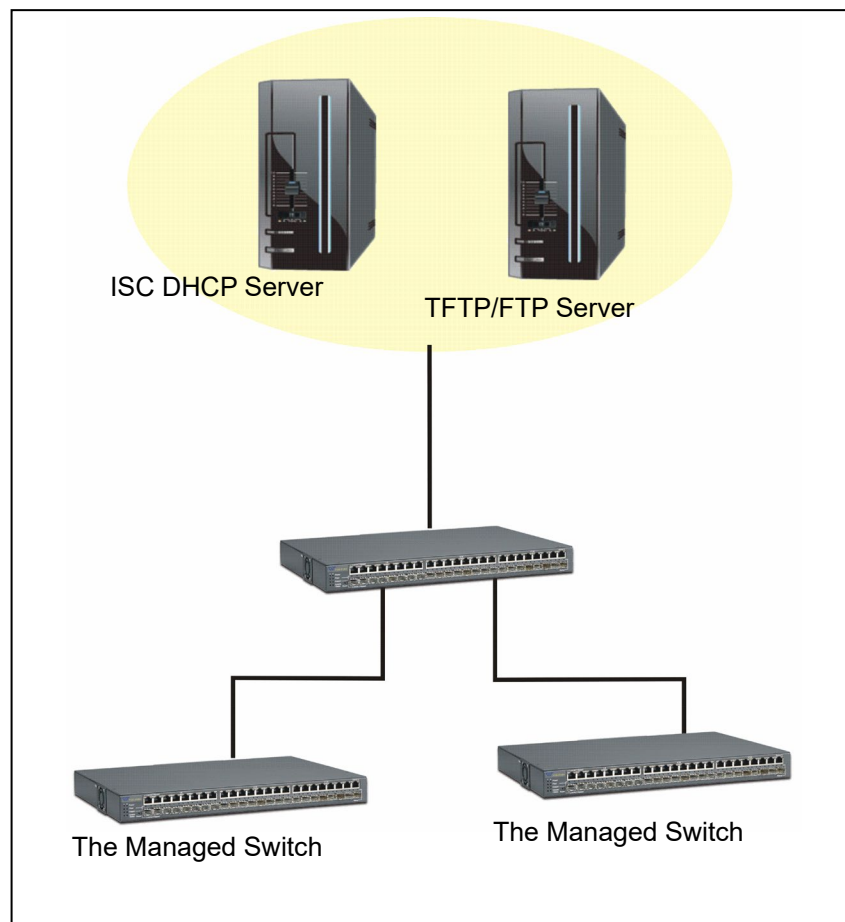 ISC DHCP Server
TFTP/FTP Server
The Managed Switch
The Managed Switch